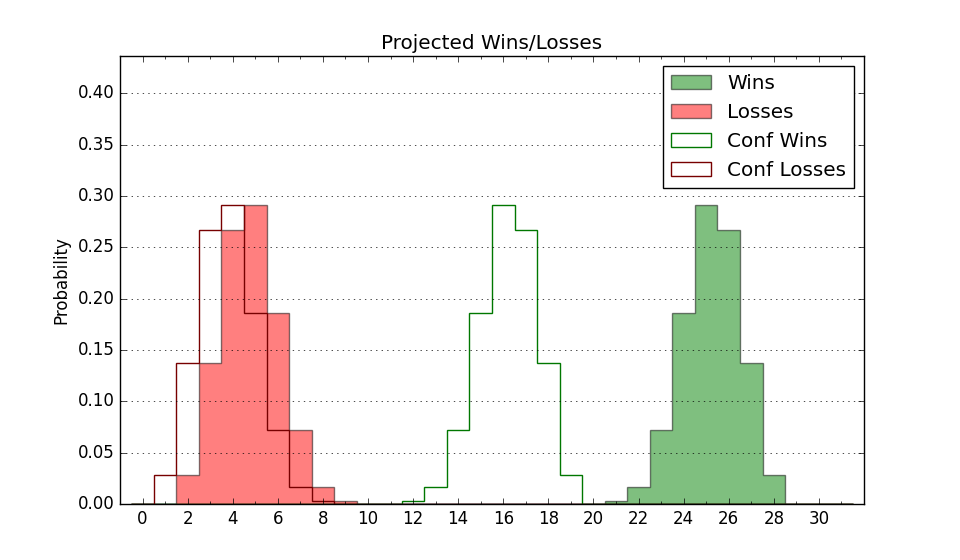 Projected Wins/Losses
Wins
Losses
Conf Wins
Conf Losses
Probability
0.40
0.35
0.30
0.25
0.20
0.15
0.10
0.05
0.00
0 2 4 6 8 10 12 14 16 18 20 22 24 26 28 30